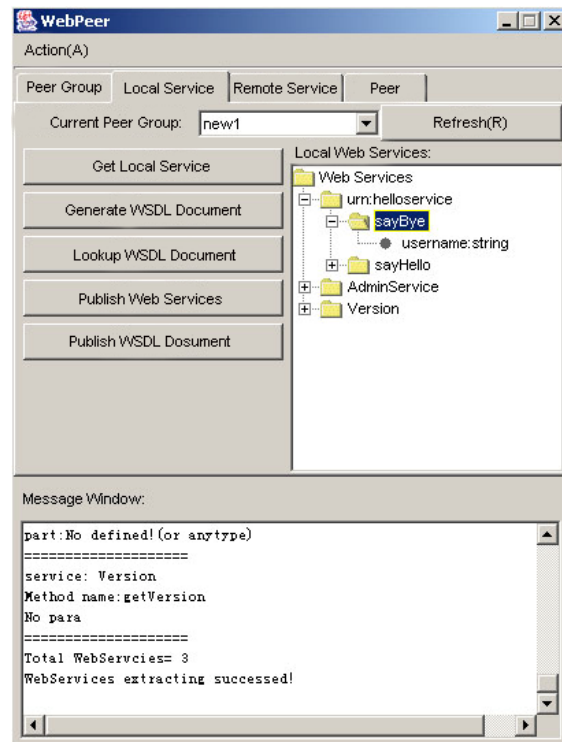 WebPeer
Action(A)
Peer Group Local Service Remote Service Peer
Current Peer Group: new1 Refresh(R)
Get Local Service
Generate WSDL Document
Lookup WSDL Document
Publish Web Services
Publish WSDL Dosument
Local Web Services:
Web Services
urn:helloservice
sayBye
username:string
sayHello
AdminService
Version
Message Window:
part:No defined!(or anytype)
====================
service: Version
Method name:getVersion
No para
====================
Total WebServcies= 3
WebServices extracting successed!